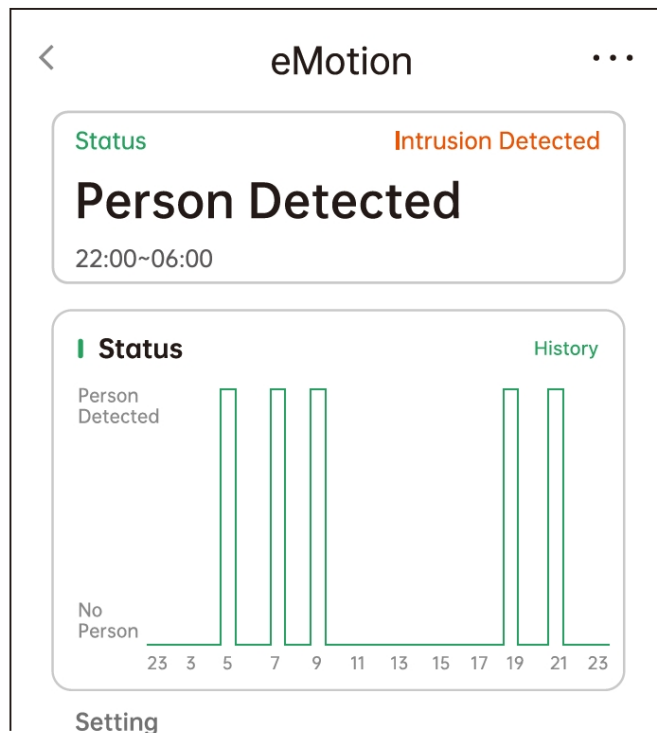 eMotion
Status Intrusion Detected
Person Detected
22:00~06:00
Status History
Person
Detected
No
Person
23 3 5 7 9 11 13 15 17 19 21 23
Setting